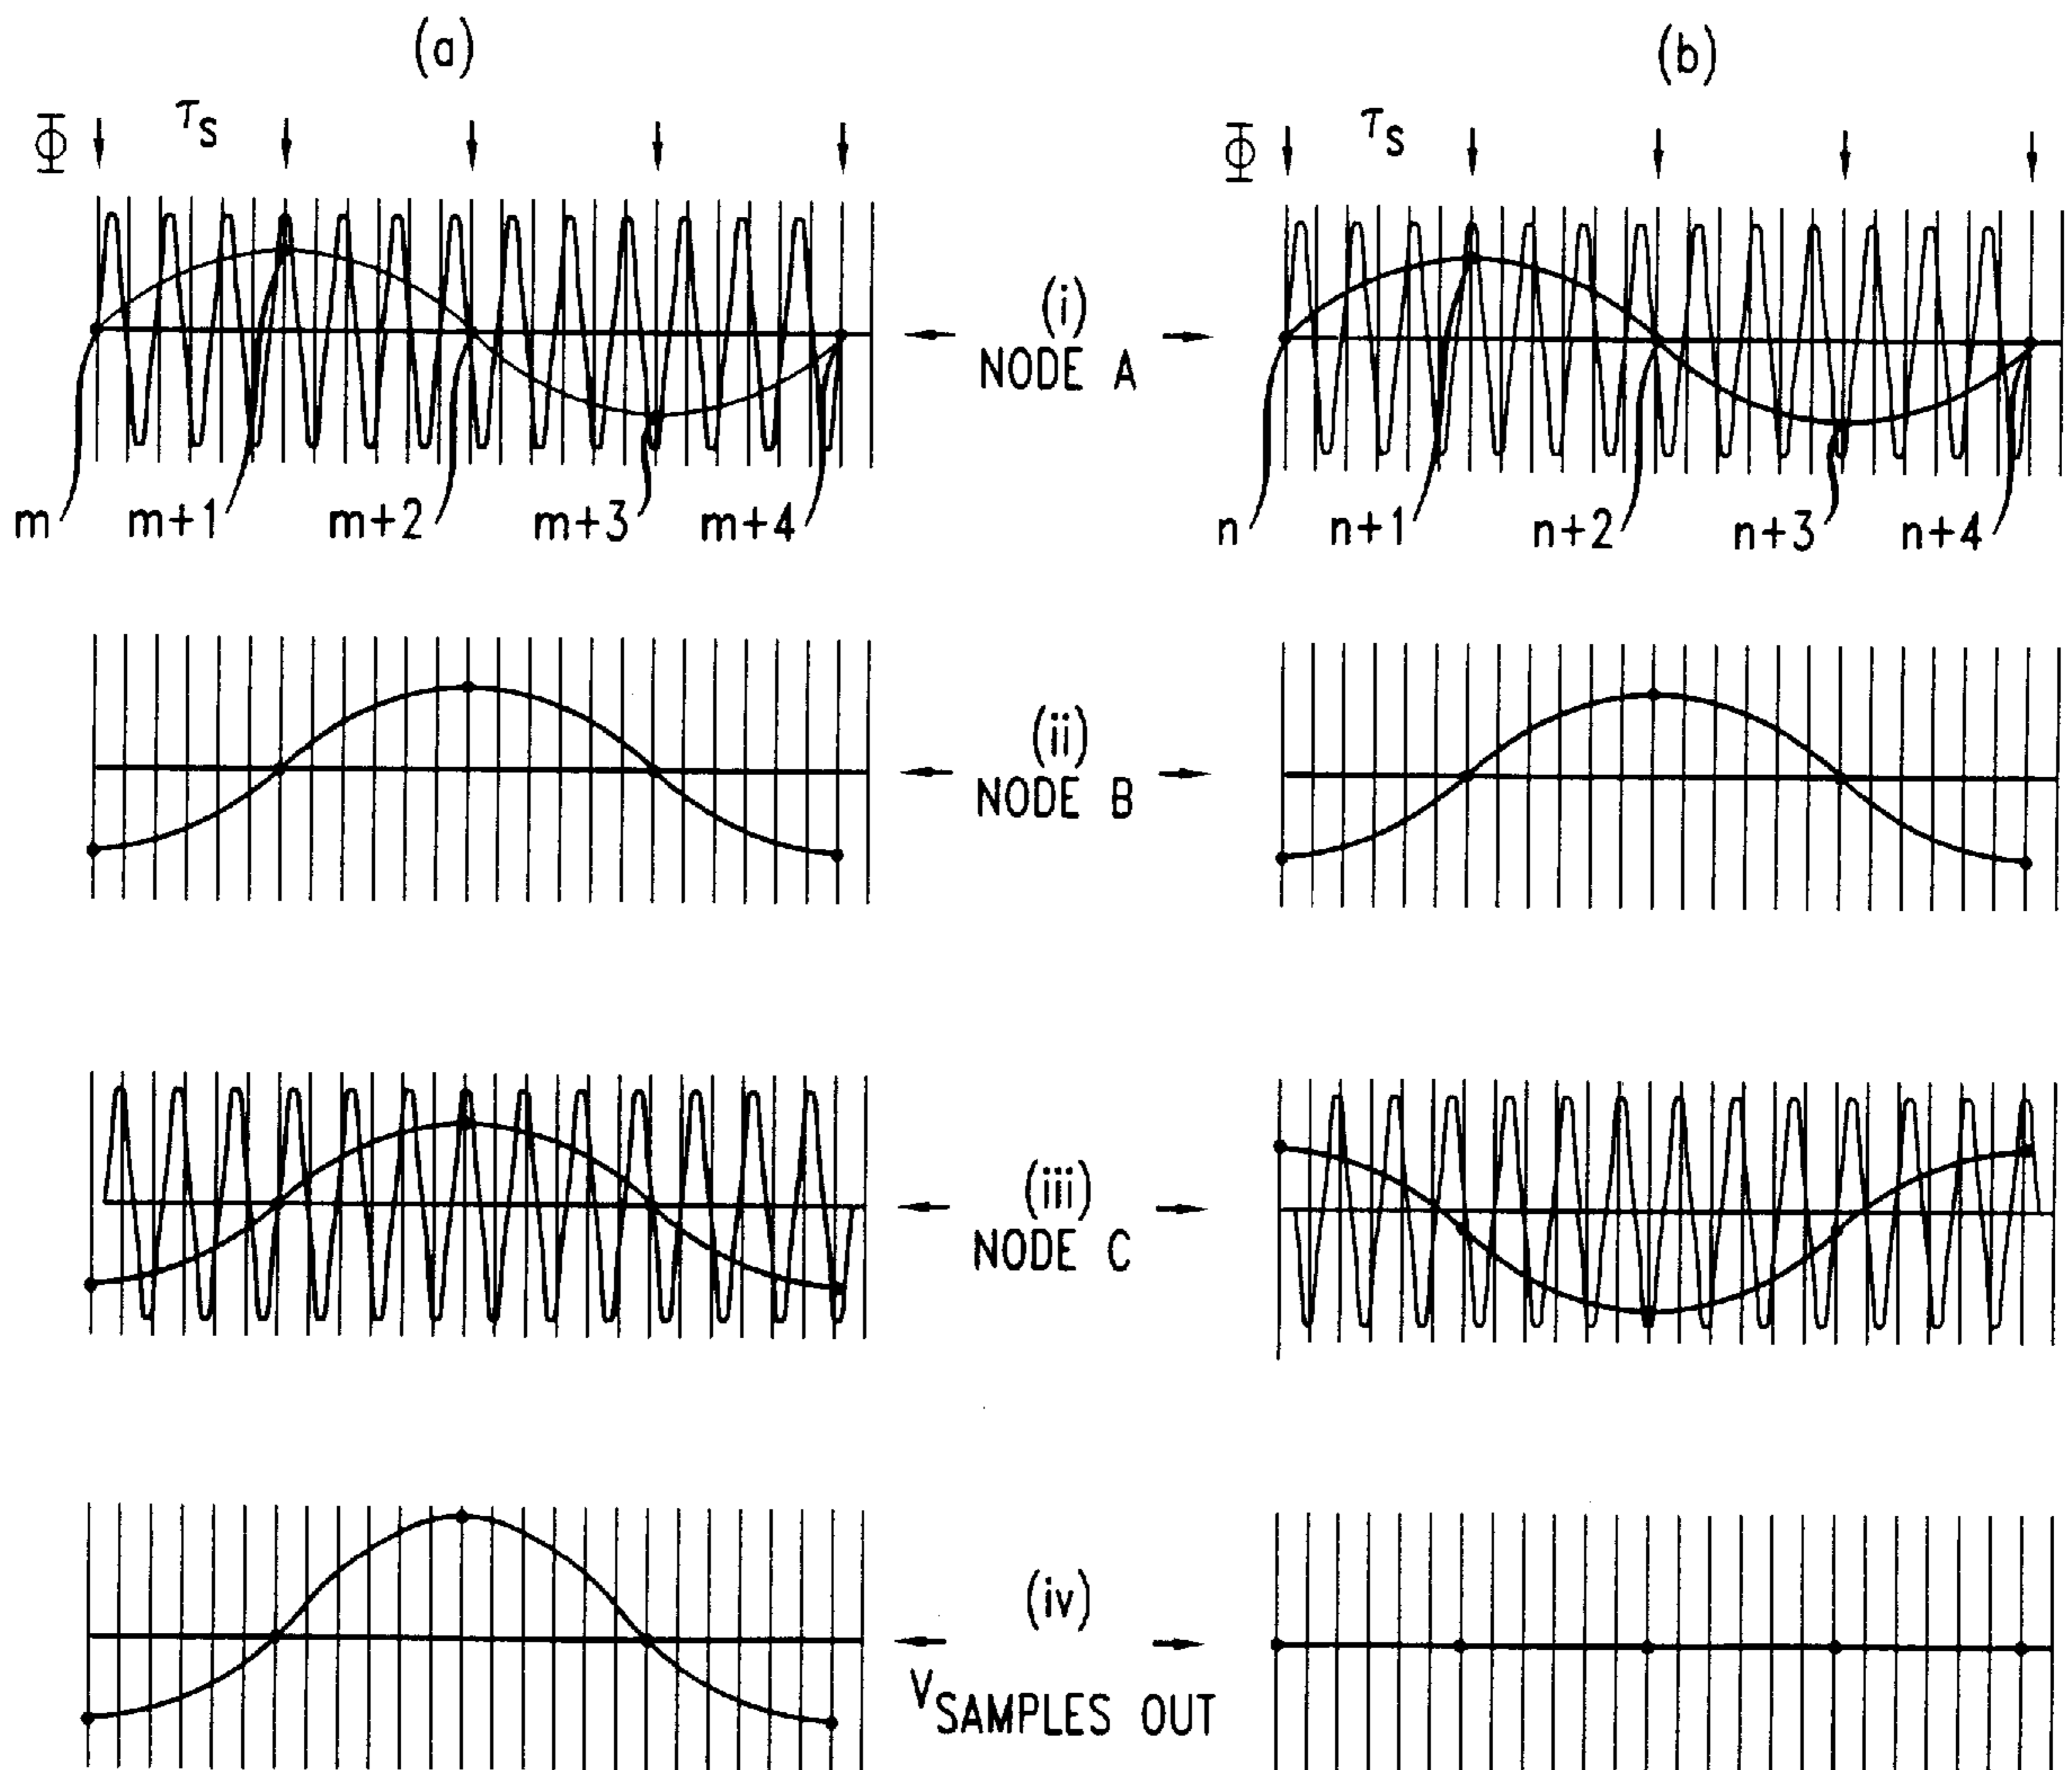 (a)
(b)
Φ τS
Φ τS
(i)
NODE A
m m+1 m+2 m+3 m+4
n n+1 n+2 n+3 n+4
(ii)
NODE B
(iii)
NODE C
(iv)
VSAMPLES OUT